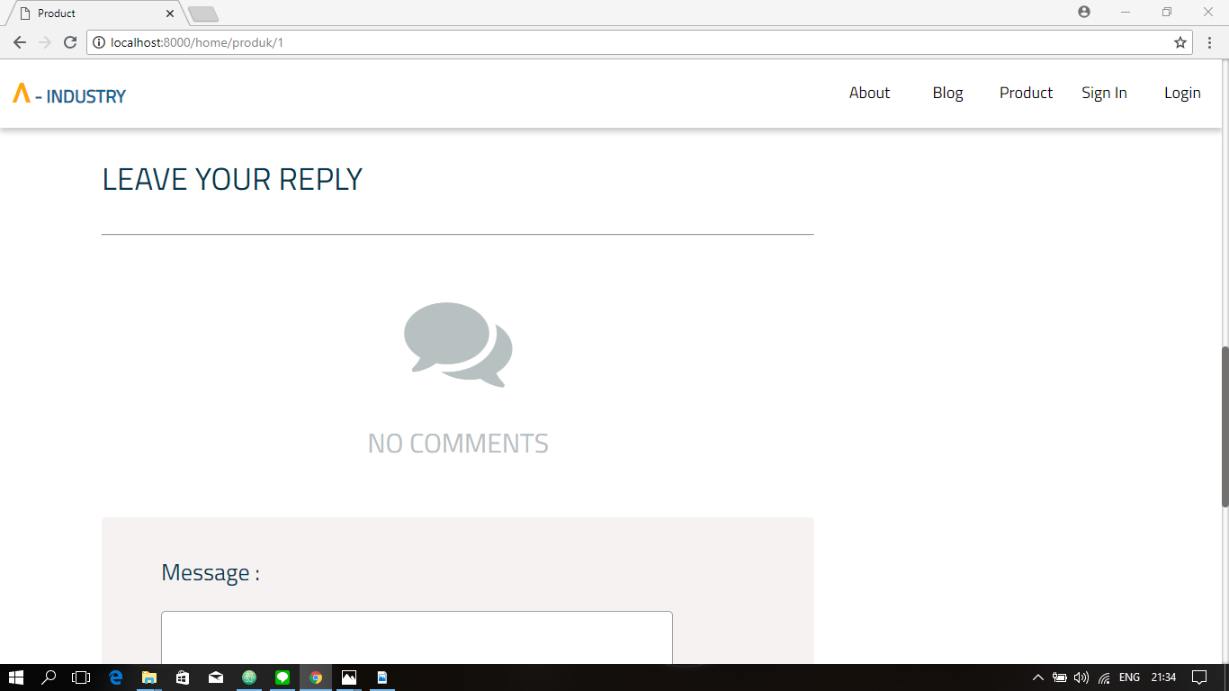 Product
localhost:8000/home/produk/1
Λ - INDUSTRY
About Blog Product Sign In Login
LEAVE YOUR REPLY
NO COMMENTS
Message :
ENG 21:34